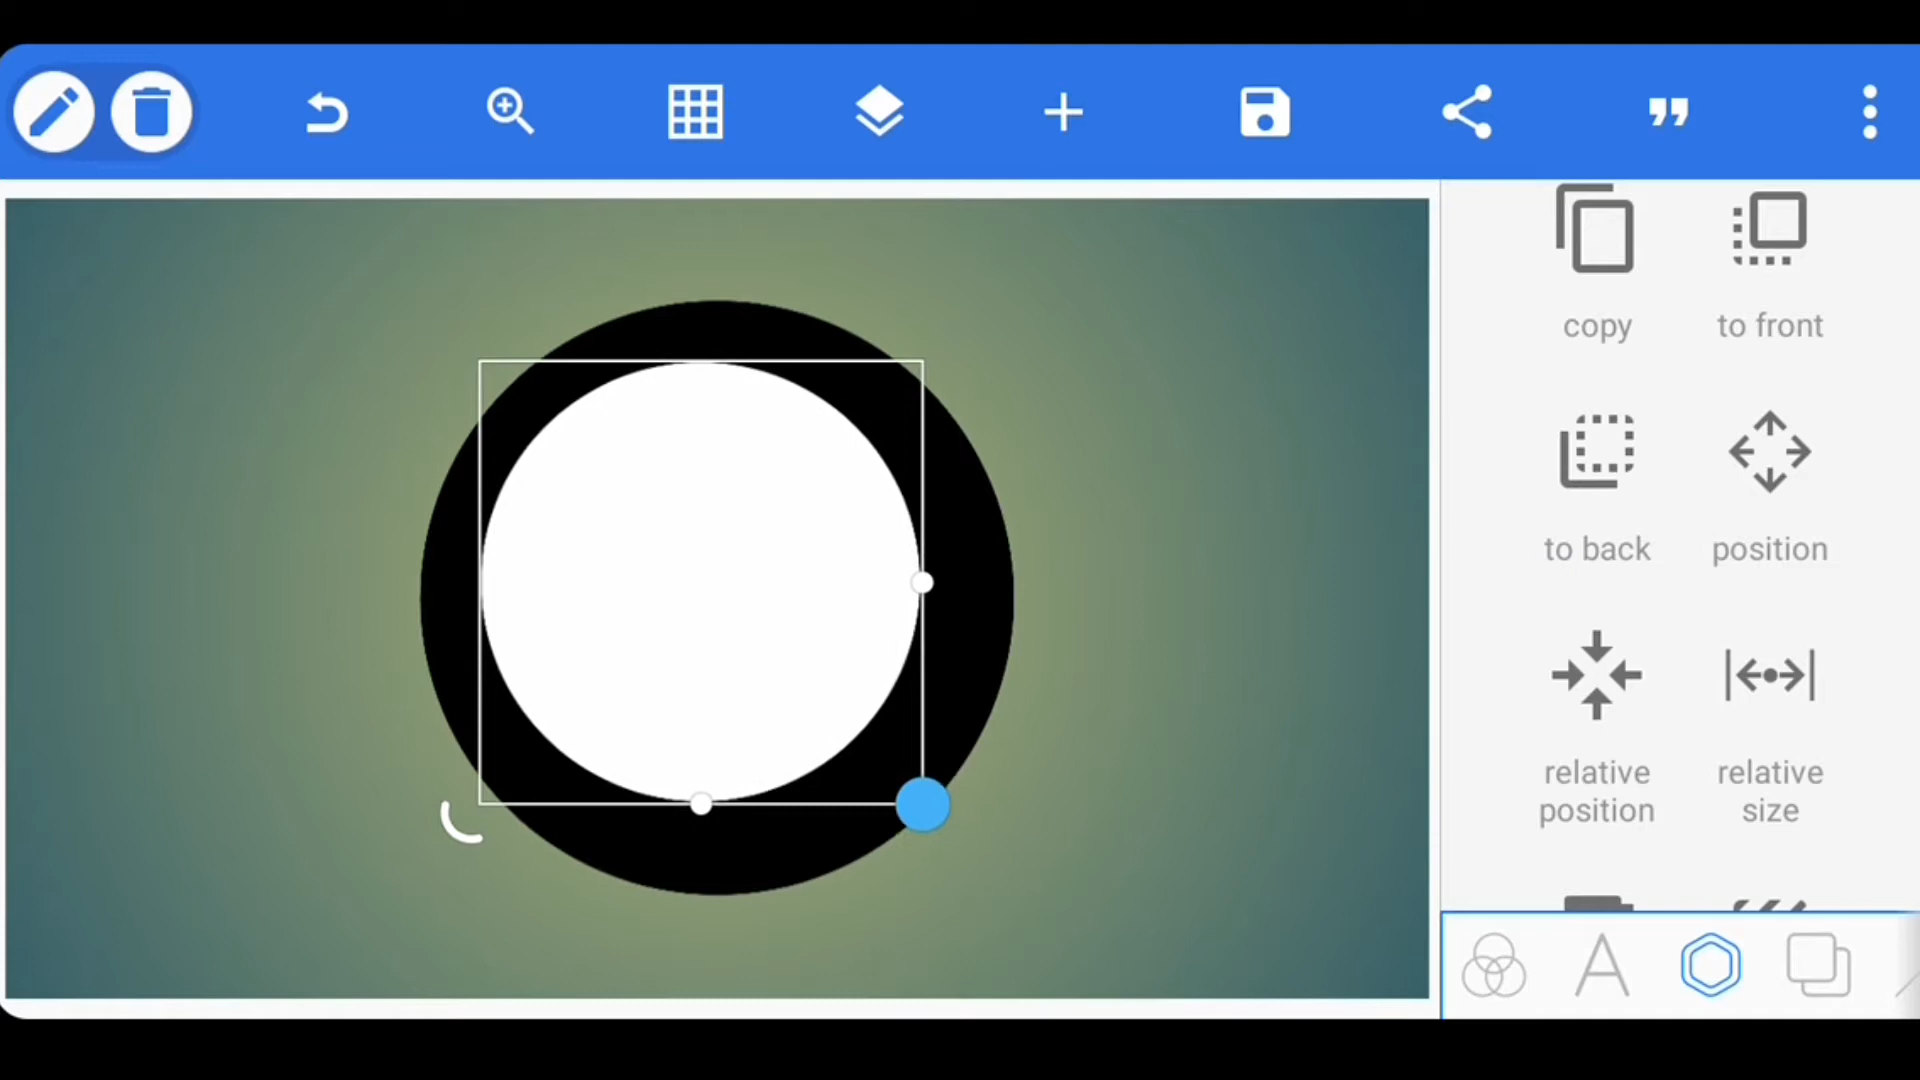 copy
to front
to back
position
relative
position
relative
size